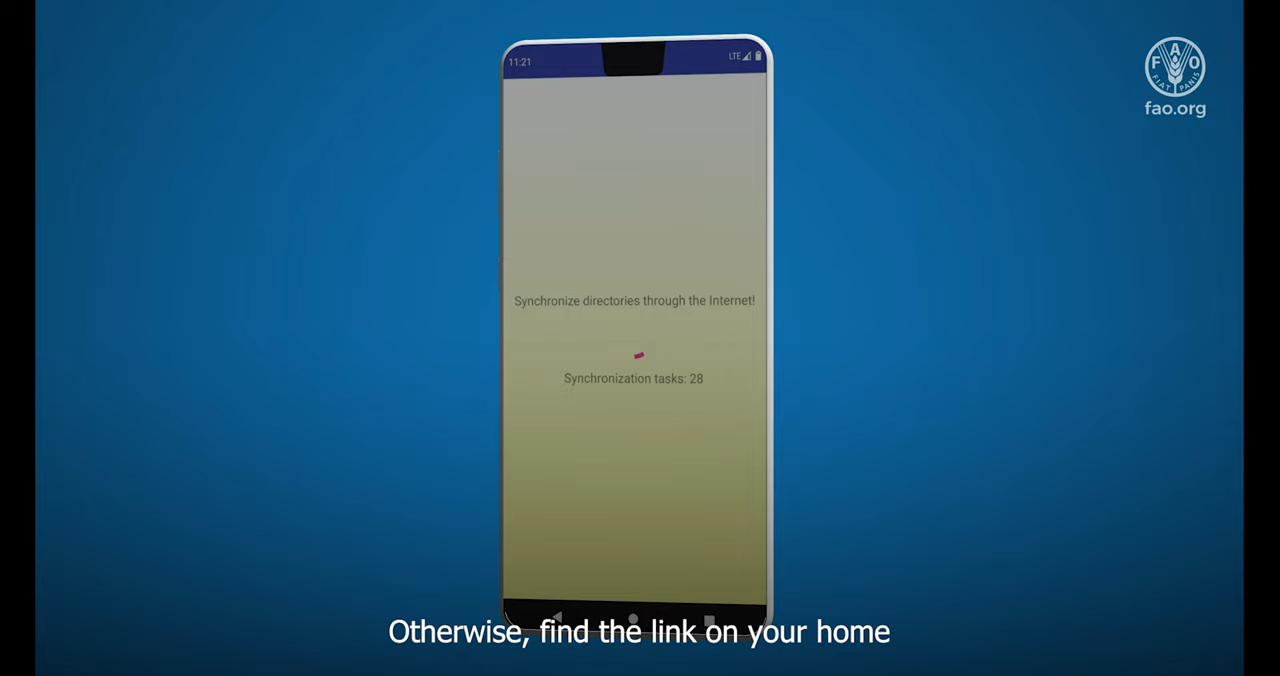 11:21
LTE
F A O
FIAT PANIS
fao.org
Synchronize directories through the Internet!
Synchronization tasks: 28
Otherwise, find the link on your home